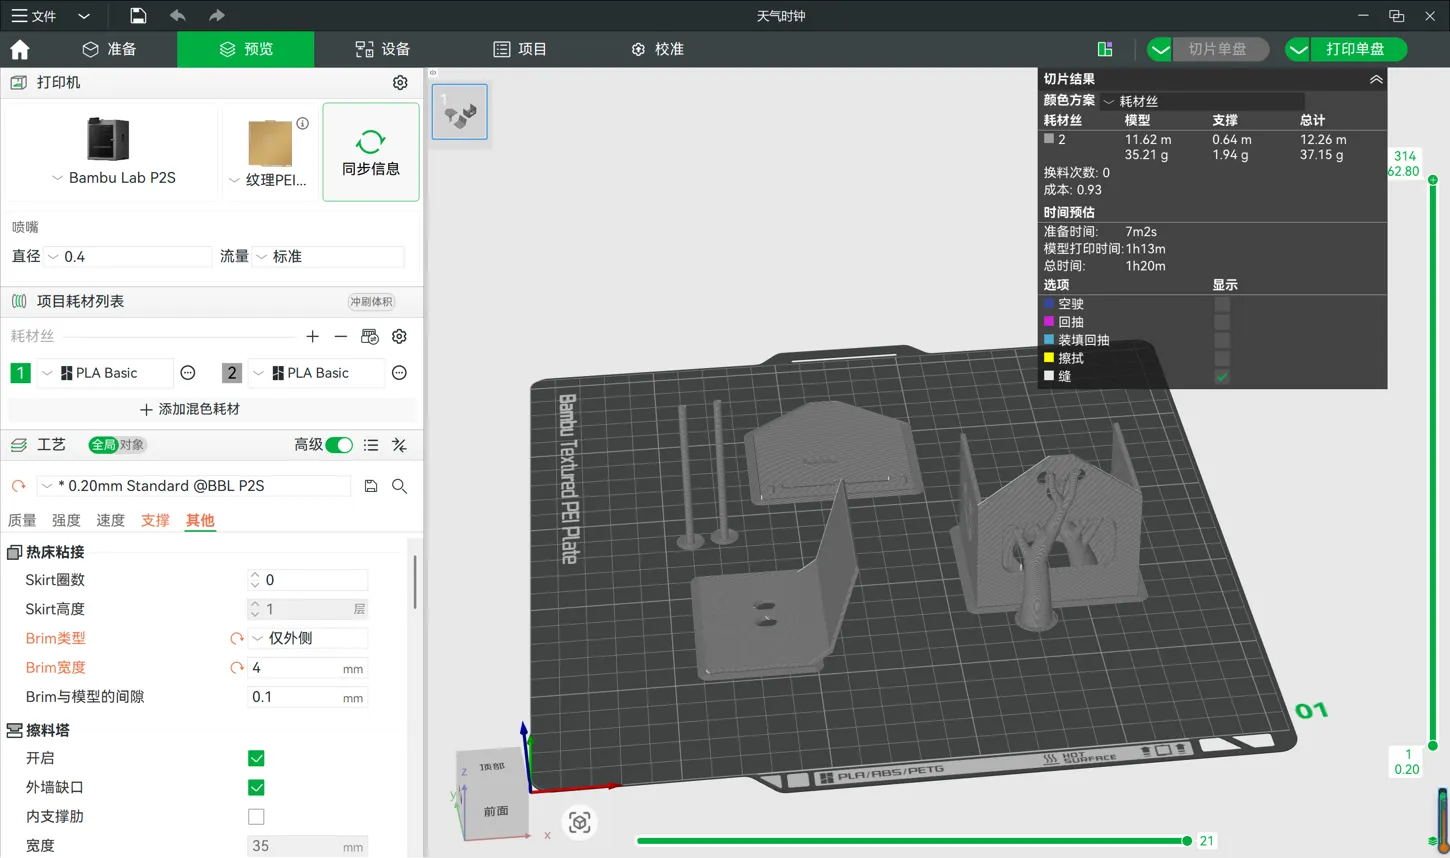 文件
天气时钟
准备
预览
设备
项目
校准
切片单盘
打印单盘
打印机
Bambu Lab P2S
纹理PEI...
同步信息
喷嘴
直径 0.4 流量 标准
项目耗材列表
冲刷体积
耗材丝
1 PLA Basic
2 PLA Basic
添加混色耗材
工艺 全局 对象 高级
* 0.20mm Standard @BBL P2S
质量 强度 速度 支撑 其他
热床粘接
Skirt圈数 0
Skirt高度 1 层
Brim类型 仅外侧
Brim宽度 4 mm
Brim与模型的间隙 0.1 mm
擦料塔
开启
外墙缺口
内支撑肋
宽度 35 mm
1
切片结果
颜色方案 耗材丝
耗材丝 模型 支撑 总计
2 11.62 m 0.64 m 12.26 m
35.21 g 1.94 g 37.15 g
换料次数: 0
成本: 0.93
时间预估
准备时间: 7m2s
模型打印时间: 1h13m
总时间: 1h20m
选项 显示
空驶
回抽
装填回抽
擦拭
缝
314
62.80
Bambu Textured PEI Plate
01
HOT
SURFACE
PLA/ABS/PETG
顶部
前面
z
y
x
1
0.20
21